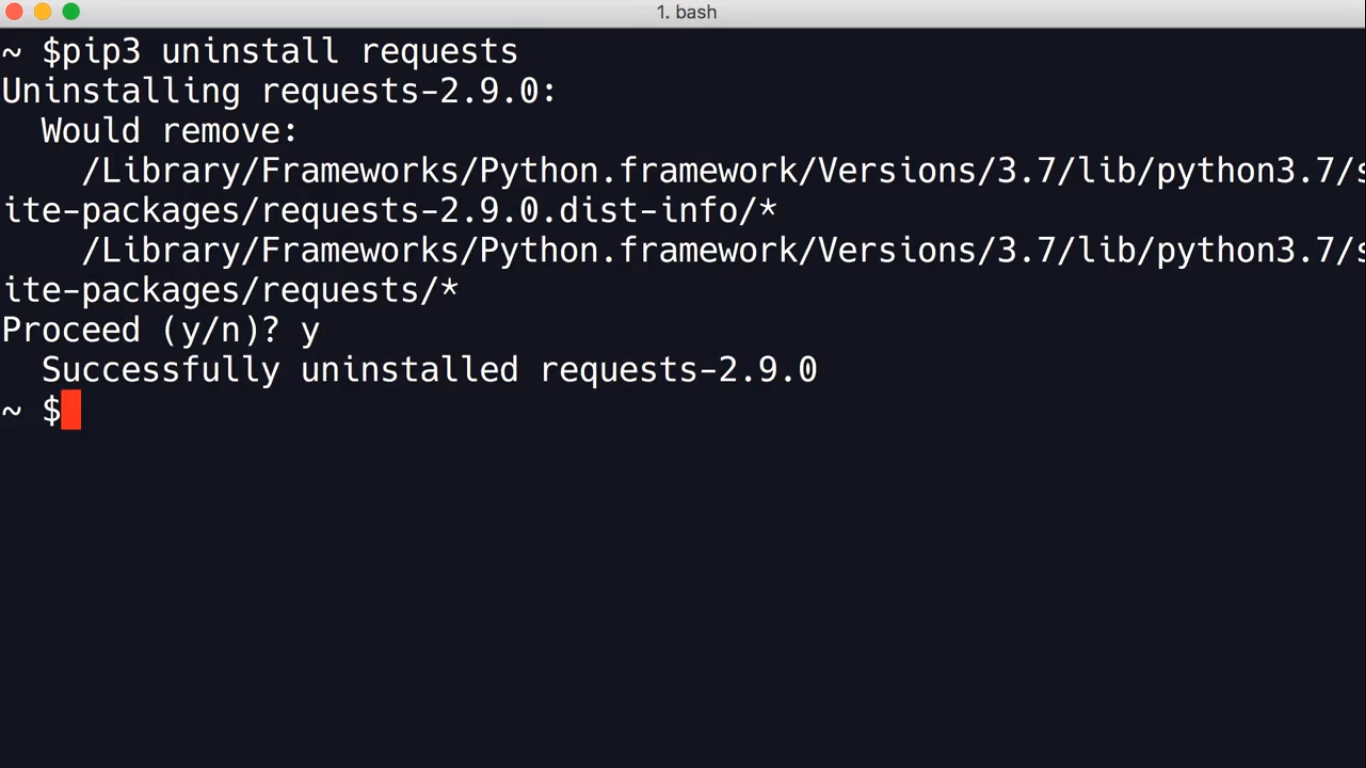 1. bash
~ $pip3 uninstall requests
Uninstalling requests-2.9.0:
  Would remove:
    /Library/Frameworks/Python.framework/Versions/3.7/lib/python3.7/s
ite-packages/requests-2.9.0.dist-info/*
    /Library/Frameworks/Python.framework/Versions/3.7/lib/python3.7/s
ite-packages/requests/*
Proceed (y/n)? y
  Successfully uninstalled requests-2.9.0
~ $